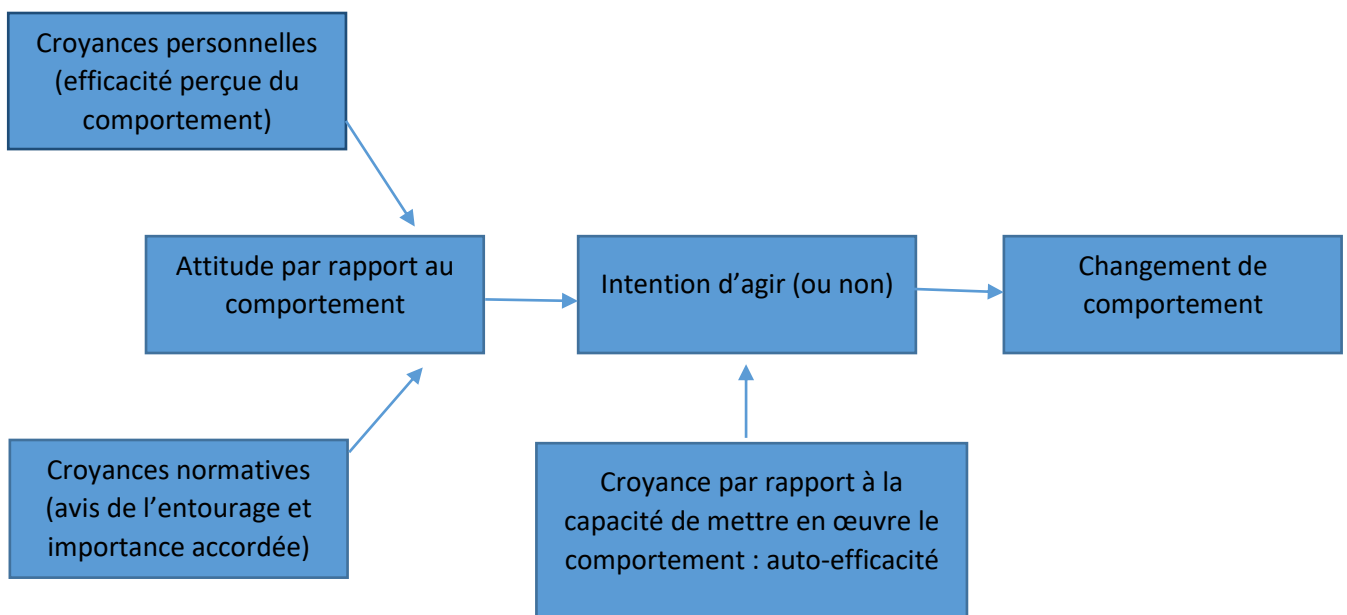 Croyances personnelles
(efficacité perçue du
comportement)
Attitude par rapport au
comportement
Intention d’agir (ou non)
Changement de
comportement
Croyances normatives
(avis de l’entourage et
importance accordée)
Croyance par rapport à la
capacité de mettre en œuvre le
comportement : auto-efficacité